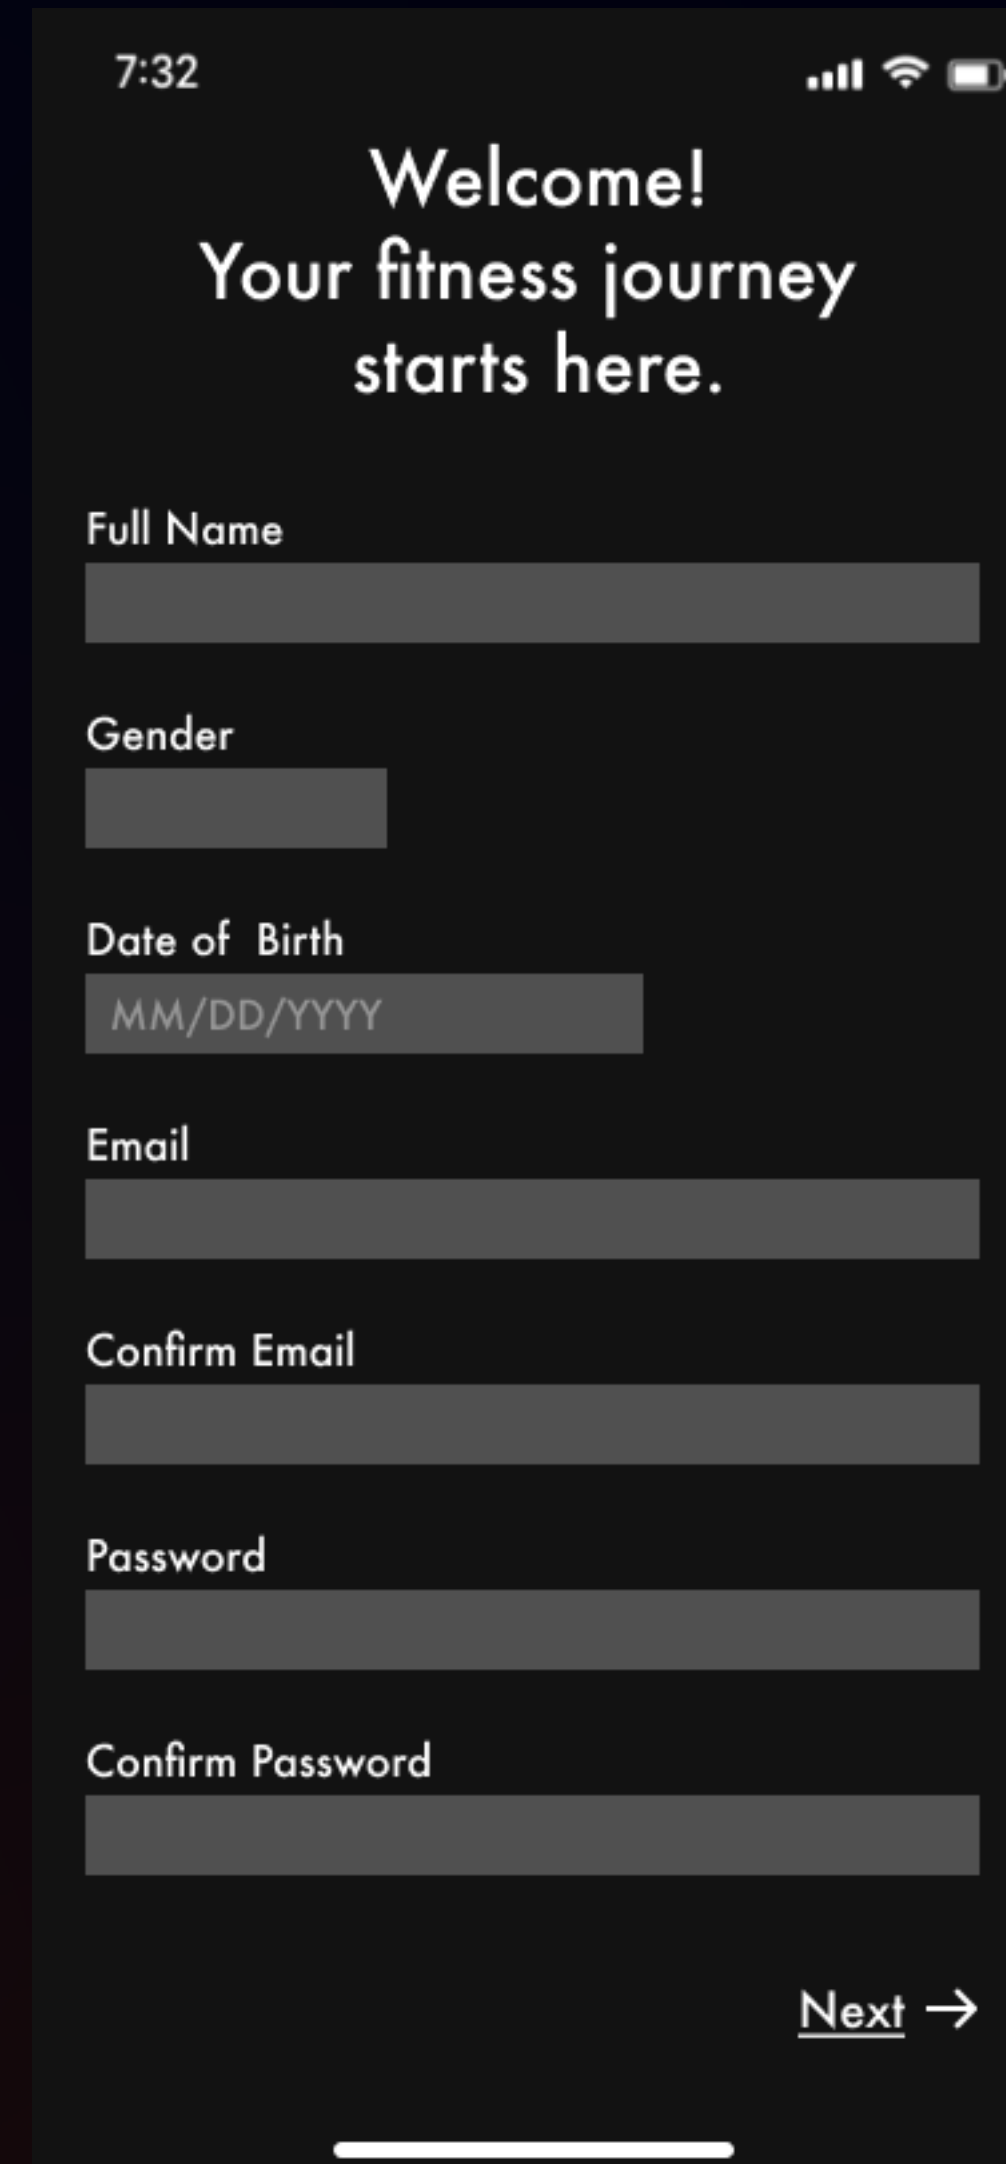 7:32
Welcome!
Your fitness journey
starts here.
Full Name
Gender
Date of  Birth
MM/DD/YYYY
Email
Confirm Email
Password
Confirm Password
Next →